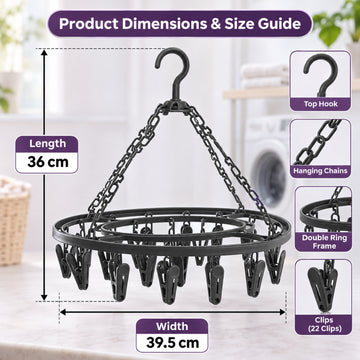 Product Dimensions & Size Guide
Length
36 cm
Top Hook
Hanging Chains
Double Ring
Frame
Clips
(22 Clips)
Width
39.5 cm